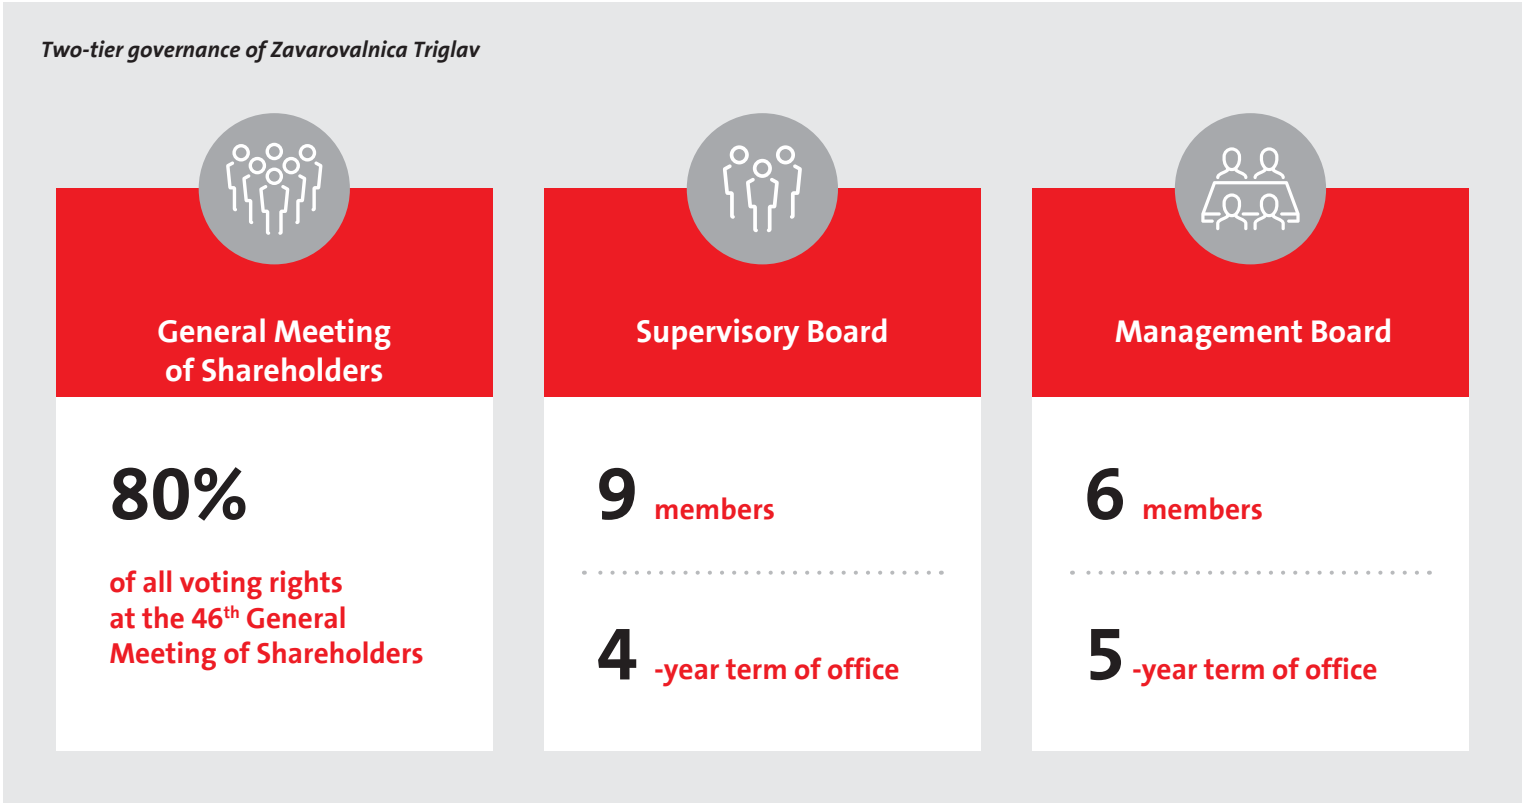 Two-tier governance of Zavarovalnica Triglav
General Meeting
of Shareholders
80%
of all voting rights
at the 46th General
Meeting of Shareholders
Supervisory Board
9 members
4 -year term of office
Management Board
6 members
5 -year term of office